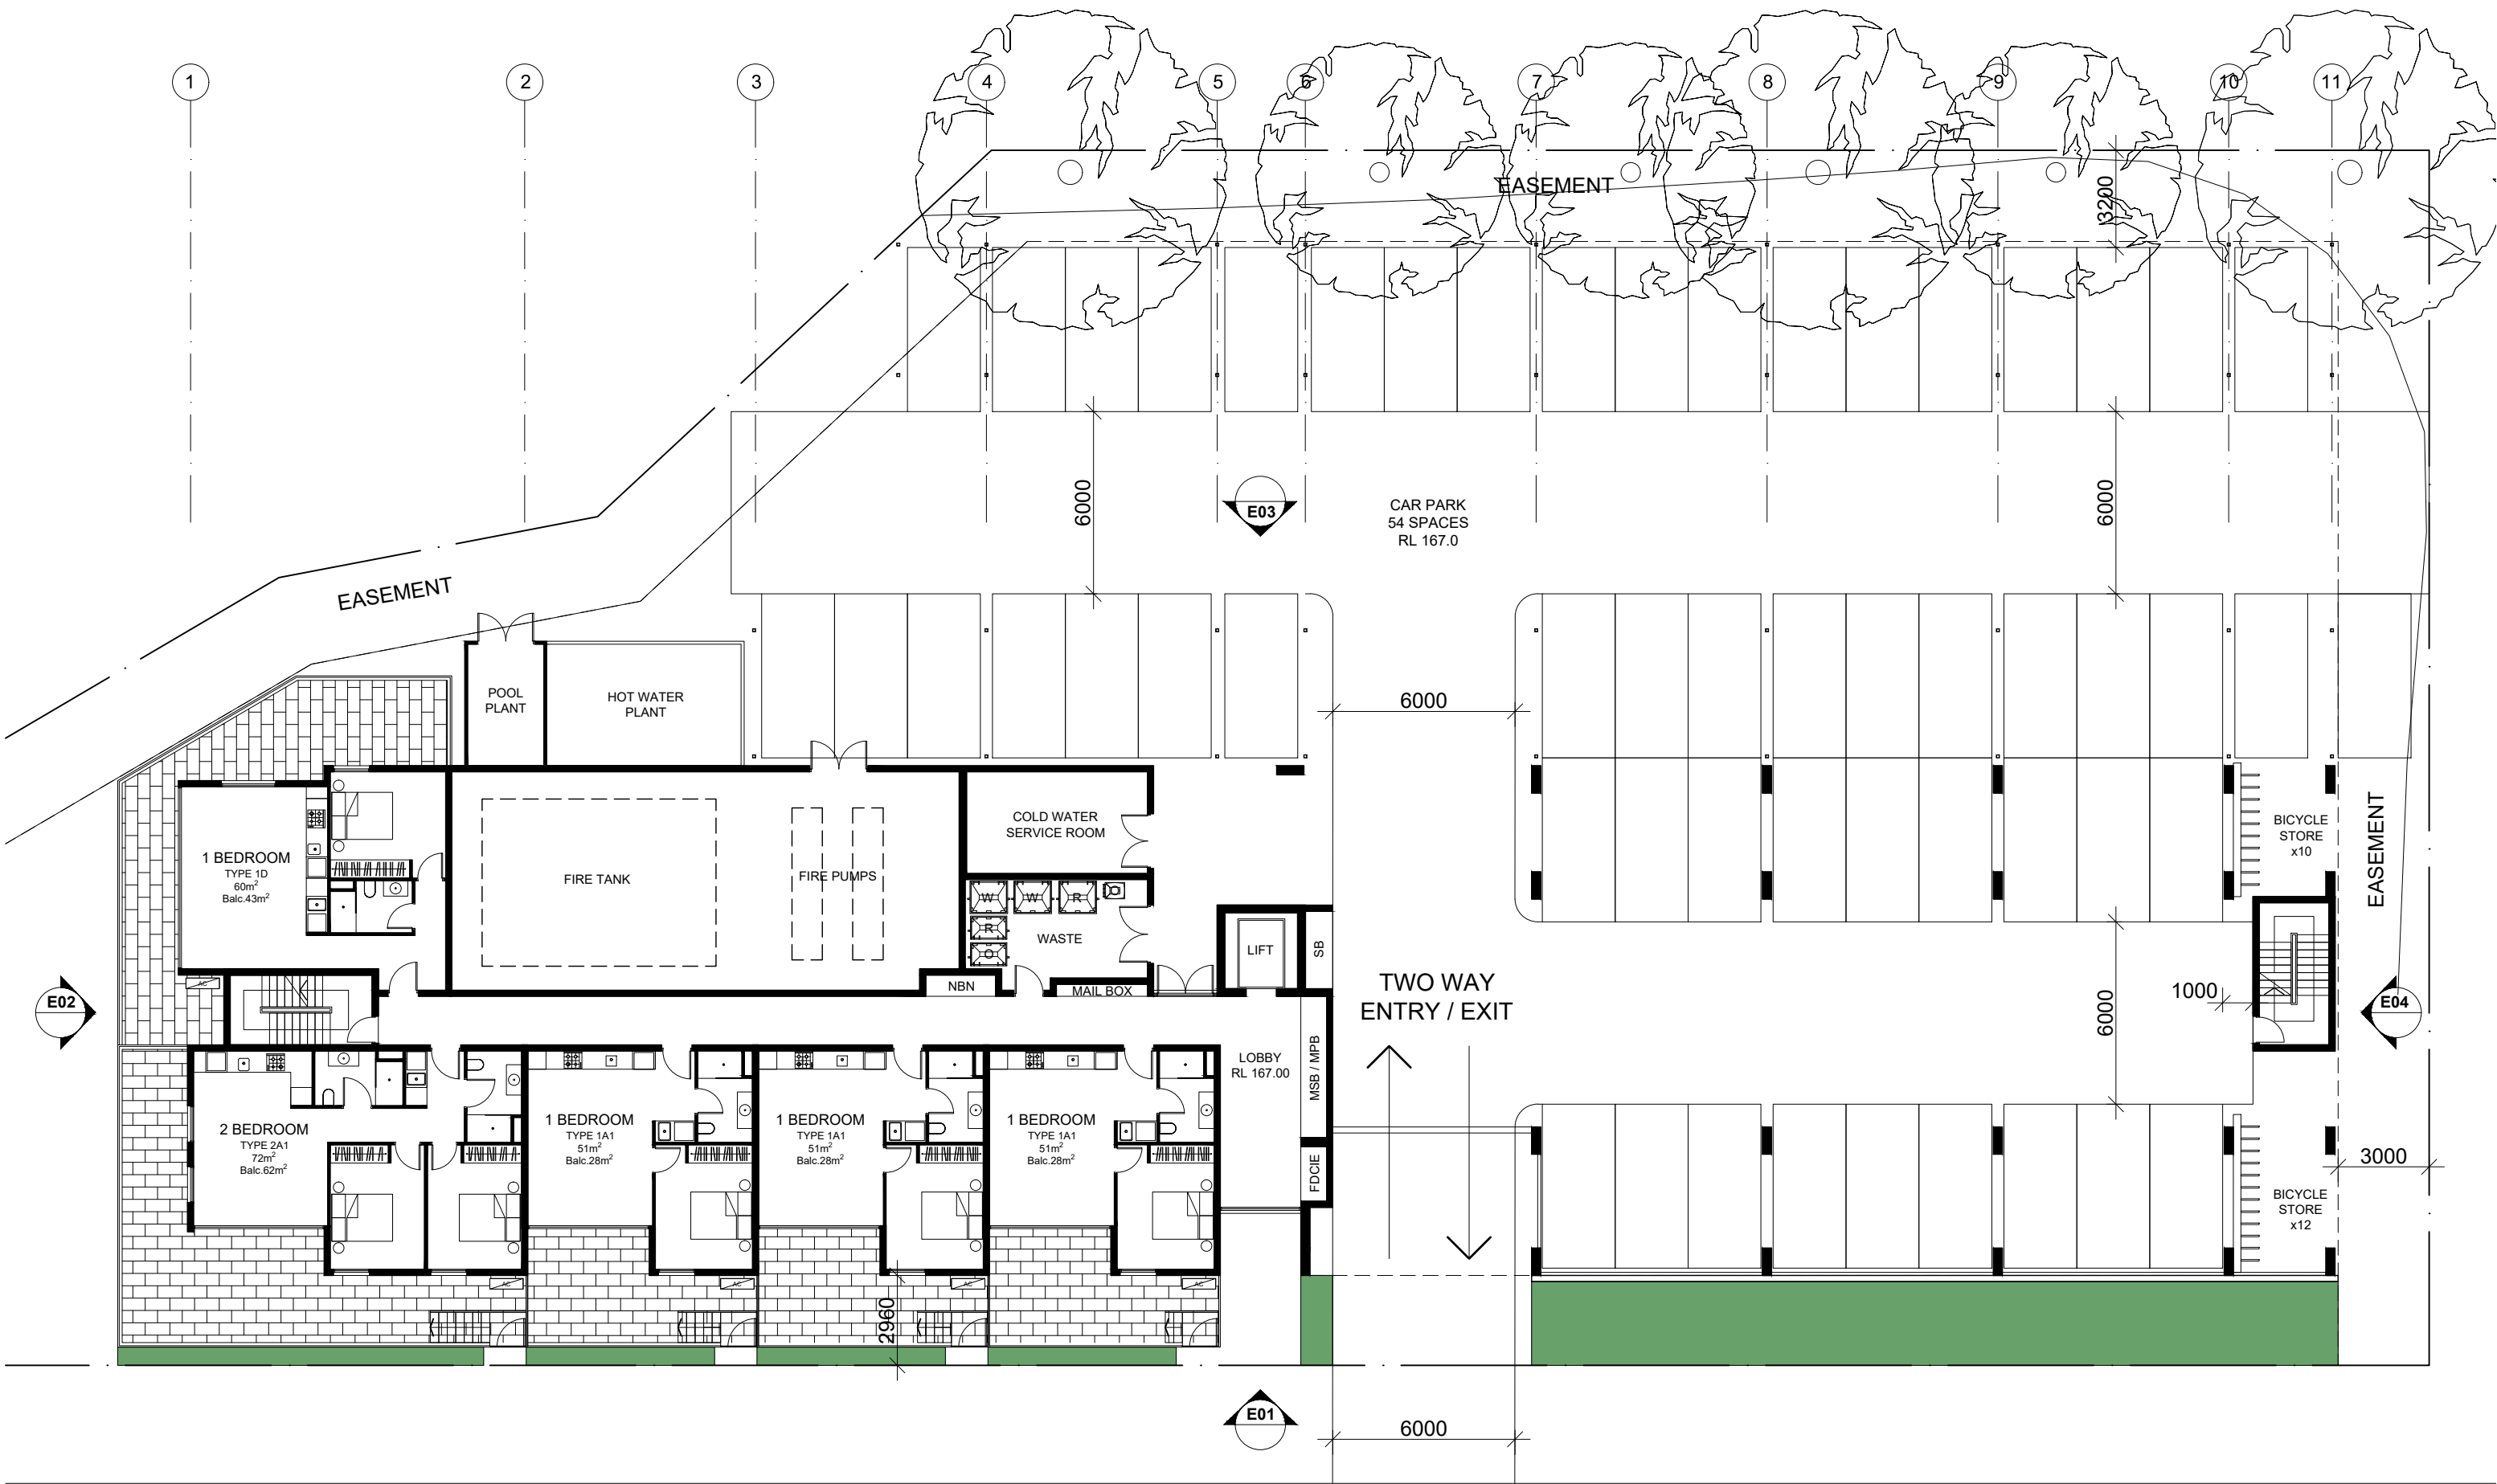 1
2
3
4
5
6
7
8
9
10
11
EASEMENT
3200
6000
E03
CAR PARK
54 SPACES
RL 167.0
6000
EASEMENT
POOL
PLANT
HOT WATER
PLANT
6000
1 BEDROOM
TYPE 1D
60m²
Balc.43m²
FIRE TANK
FIRE PUMPS
COLD WATER
SERVICE ROOM
W
W
R
O
R
O
WASTE
LIFT
SB
BICYCLE
STORE
x10
EASEMENT
E02
AC
NBN
MAIL BOX
TWO WAY
ENTRY / EXIT
1000
6000
E04
2 BEDROOM
TYPE 2A1
72m²
Balc.62m²
1 BEDROOM
TYPE 1A1
51m²
Balc.28m²
1 BEDROOM
TYPE 1A1
51m²
Balc.28m²
1 BEDROOM
TYPE 1A1
51m²
Balc.28m²
LOBBY
RL 167.00
MSB / MPB
FDCIE
3000
BICYCLE
STORE
x12
AC
AC
AC
AC
2960
E01
6000